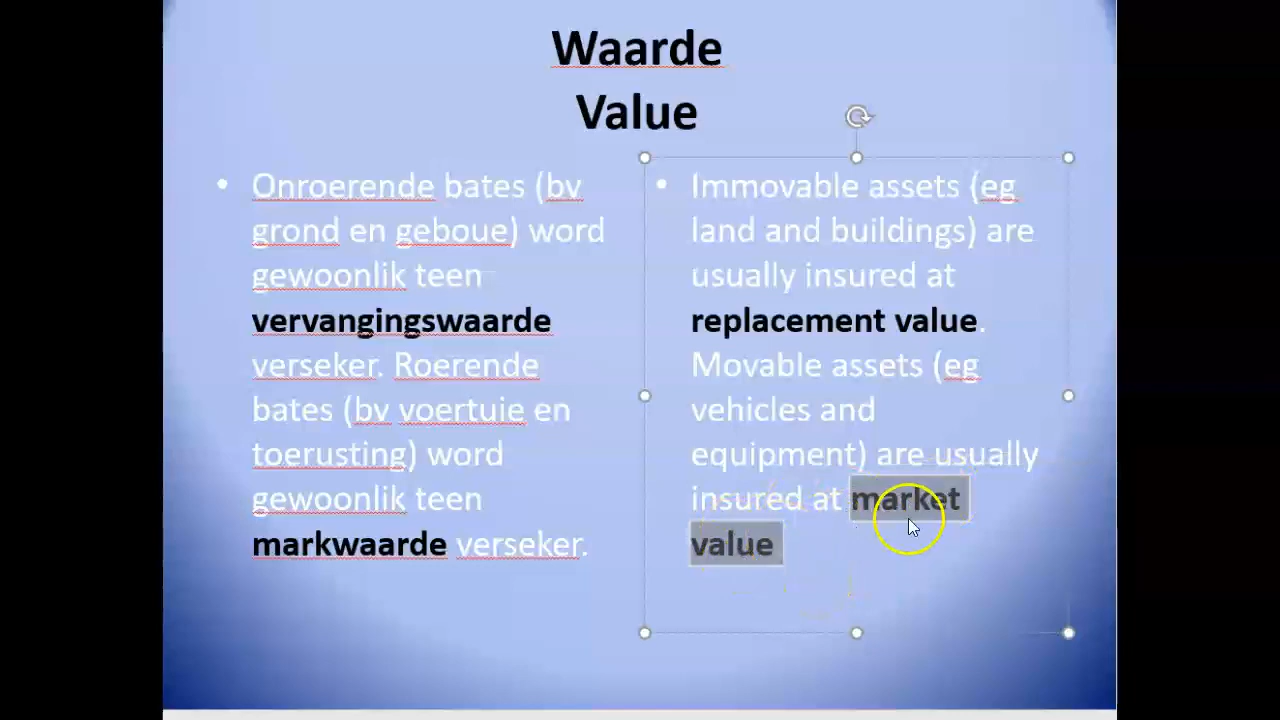 Waarde
Value
• Onroerende bates (bv
grond en geboue) word
gewoonlik teen
vervangingswaarde
verseker. Roerende
bates (bv voertuie en
toerusting) word
gewoonlik teen
markwaarde verseker.
• Immovable assets (eg
land and buildings) are
usually insured at
replacement value.
Movable assets (eg
vehicles and
equipment) are usually
insured at market
value